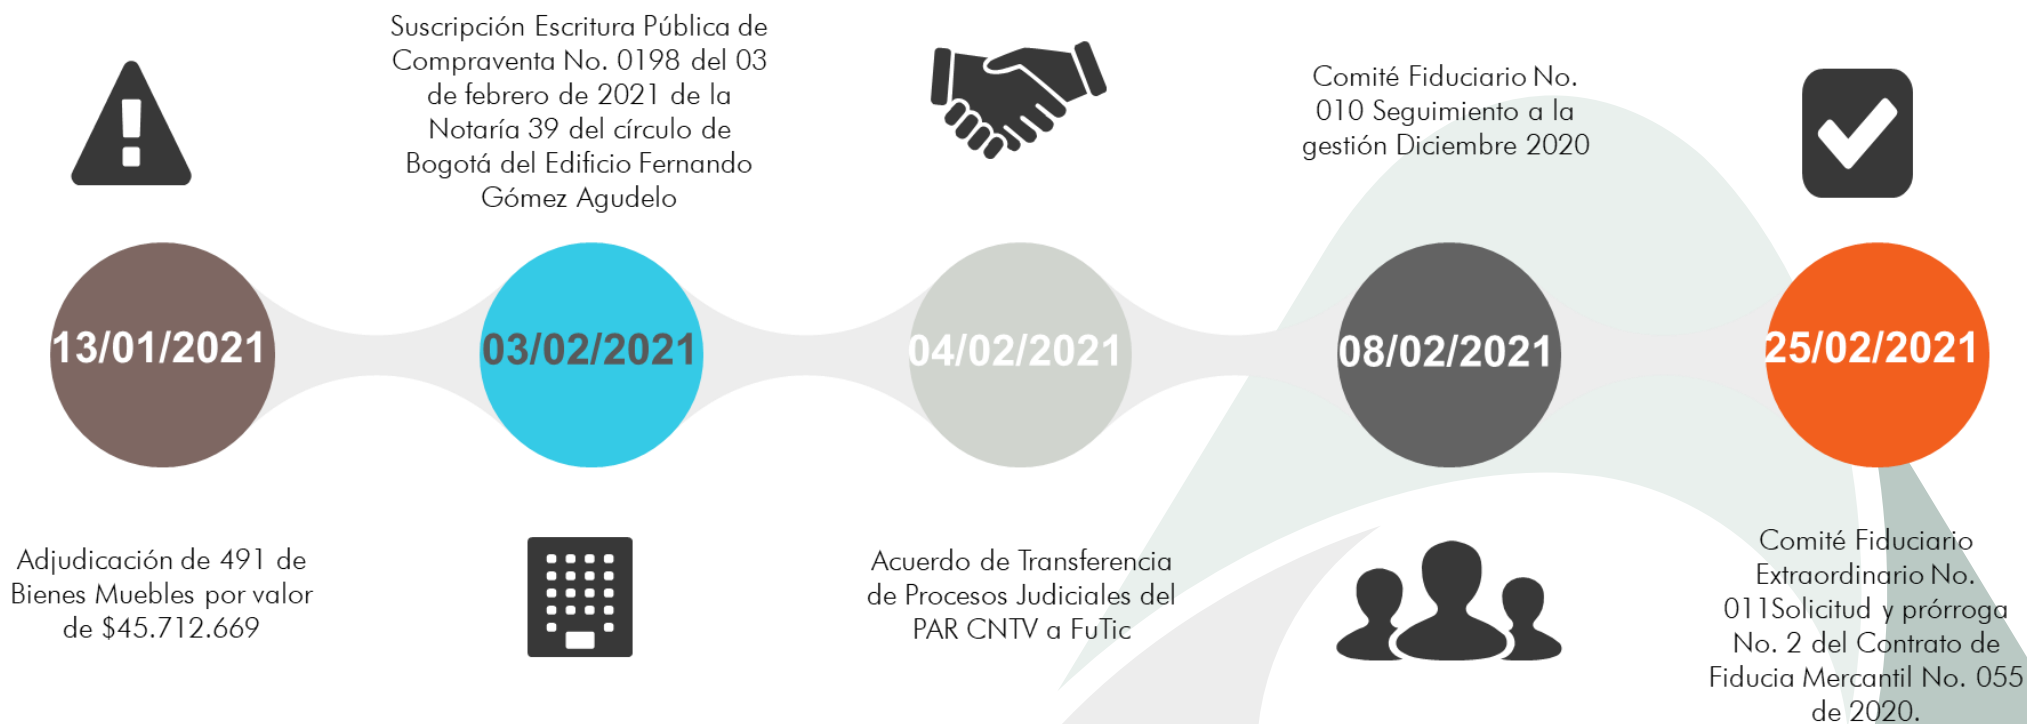 Suscripción Escritura Pública de
Compraventa No. 0198 del 03
de febrero de 2021 de la
Notaría 39 del círculo de
Bogotá del Edificio Fernando
Gómez Agudelo
Comité Fiduciario No.
010 Seguimiento a la
gestión Diciembre 2020
13/01/2021
03/02/2021
04/02/2021
08/02/2021
25/02/2021
Adjudicación de 491 de
Bienes Muebles por valor
de $45.712.669
Acuerdo de Transferencia
de Procesos Judiciales del
PAR CNTV a FuTic
Comité Fiduciario
Extraordinario No.
011Solicitud y prórroga
No. 2 del Contrato de
Fiducia Mercantil No. 055
de 2020.